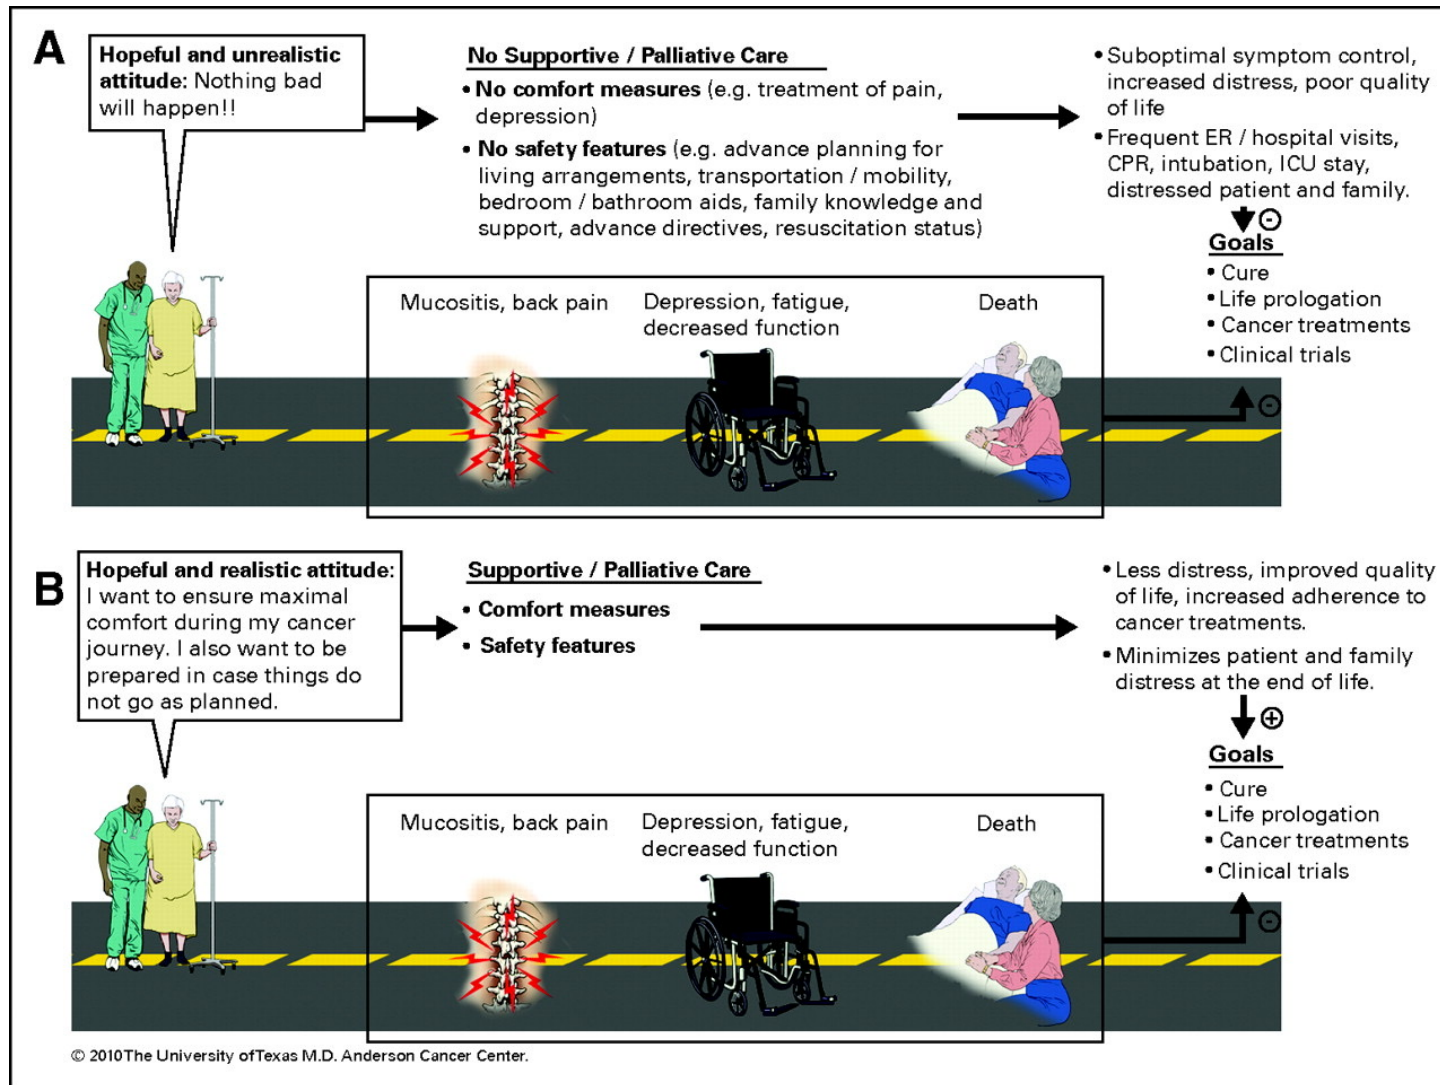 A
Hopeful and unrealistic
attitude: Nothing bad
will happen!!
No Supportive / Palliative Care
• No comfort measures (e.g. treatment of pain,
depression)
• No safety features (e.g. advance planning for
living arrangements, transportation / mobility,
bedroom / bathroom aids, family knowledge and
support, advance directives, resuscitation status)
• Suboptimal symptom control,
increased distress, poor quality
of life
• Frequent ER / hospital visits,
CPR, intubation, ICU stay,
distressed patient and family.
-
Goals
• Cure
• Life prologation
• Cancer treatments
• Clinical trials
-
Mucositis, back pain
Depression, fatigue,
decreased function
Death
B
Hopeful and realistic attitude:
I want to ensure maximal
comfort during my cancer
journey. I also want to be
prepared in case things do
not go as planned.
Supportive / Palliative Care
• Comfort measures
• Safety features
• Less distress, improved quality
of life, increased adherence to
cancer treatments.
• Minimizes patient and family
distress at the end of life.
+
Goals
• Cure
• Life prologation
• Cancer treatments
• Clinical trials
-
Mucositis, back pain
Depression, fatigue,
decreased function
Death
© 2010 The University of Texas M.D. Anderson Cancer Center.